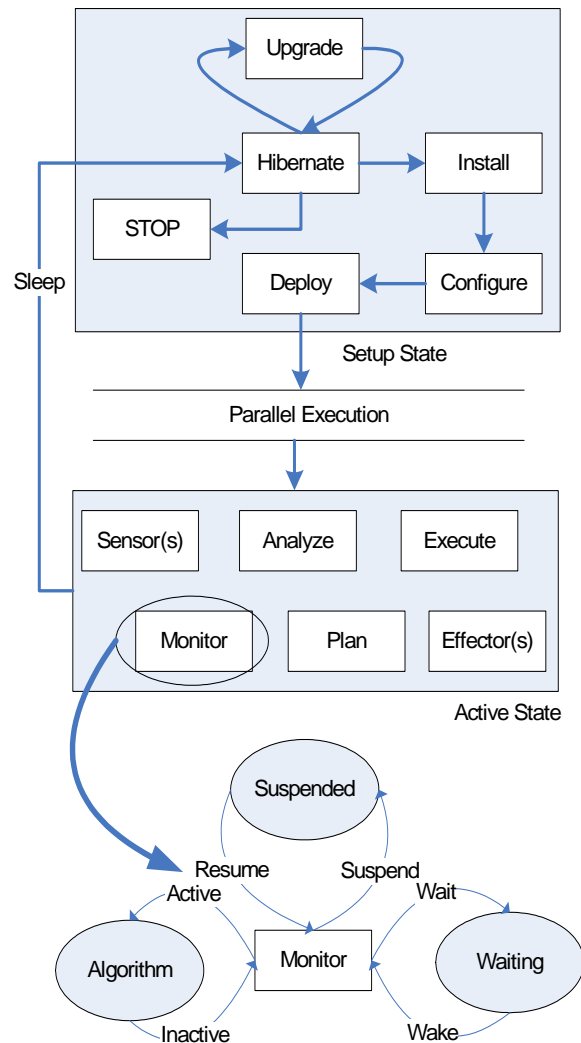 Upgrade
Hibernate
Install
STOP
Sleep
Deploy
Configure
Setup State
Parallel Execution
Sensor(s)
Analyze
Execute
Monitor
Plan
Effector(s)
Active State
Suspended
Resume
Suspend
Active
Wait
Algorithm
Monitor
Waiting
Inactive
Wake